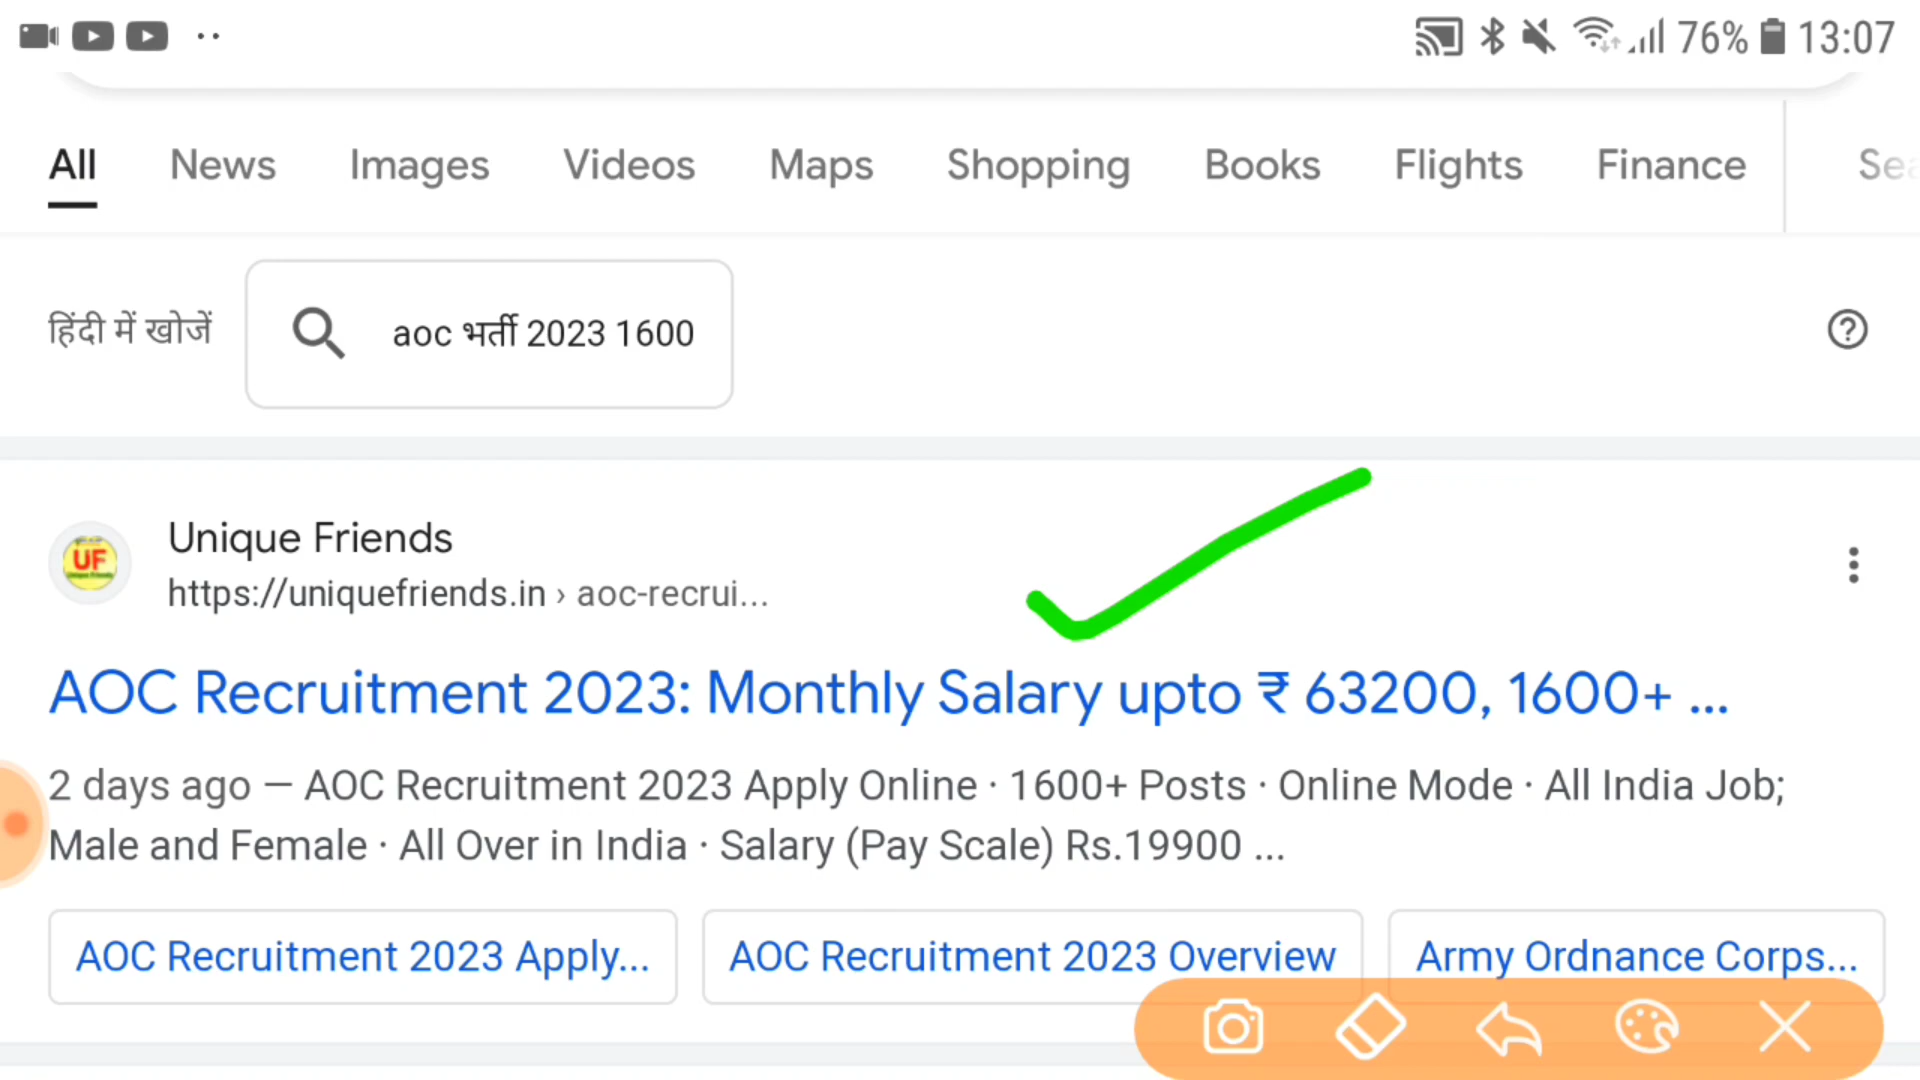 76% 13:07
All News Images Videos Maps Shopping Books Flights Finance
हिंदी में खोजें aoc भर्ती 2023 1600
UF
Unique Friends
https://uniquefriends.in › aoc-recrui...
AOC Recruitment 2023: Monthly Salary upto ₹ 63200, 1600+ ...
2 days ago — AOC Recruitment 2023 Apply Online · 1600+ Posts · Online Mode · All India Job;
Male and Female · All Over in India · Salary (Pay Scale) Rs.19900 ...
AOC Recruitment 2023 Apply... AOC Recruitment 2023 Overview Army Ordnance Corps...